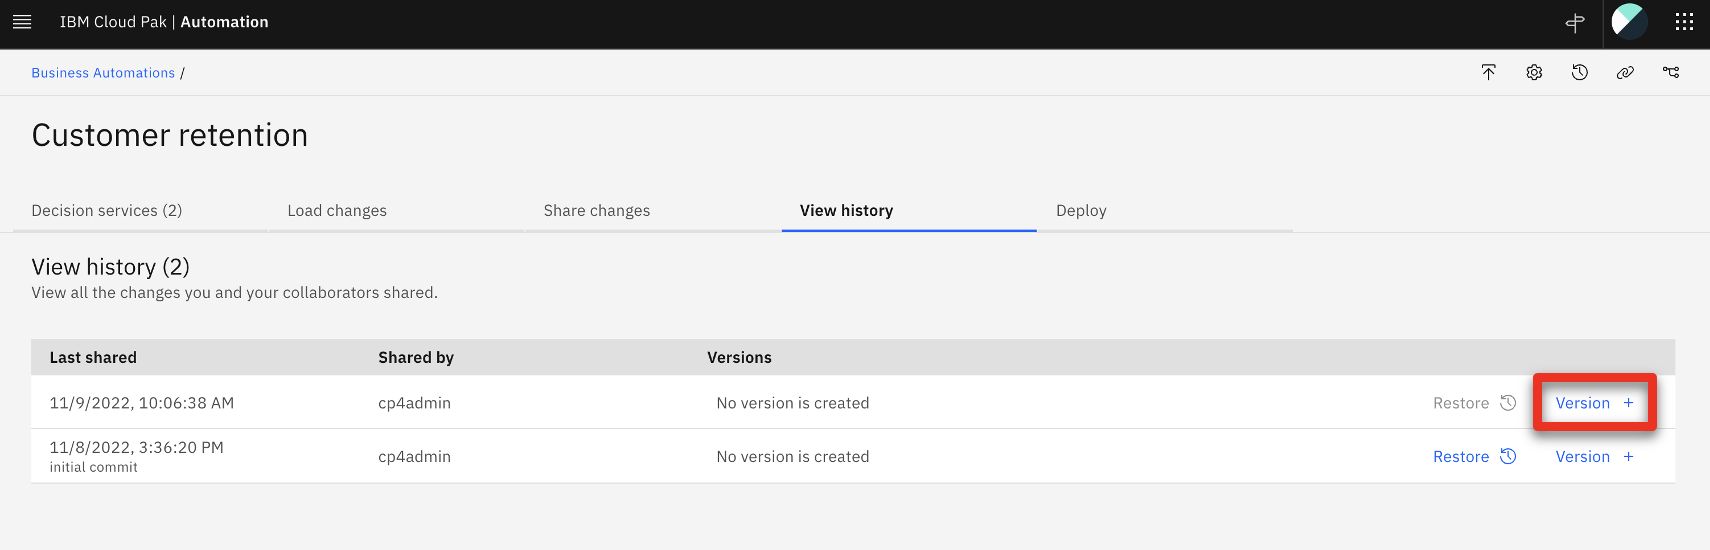 IBM Cloud Pak | Automation
Business Automations /
Customer retention
Decision services (2) Load changes Share changes View history Deploy
View history (2)
View all the changes you and your collaborators shared.
Last shared Shared by Versions
11/9/2022, 10:06:38 AM cp4admin No version is created Restore Version +
11/8/2022, 3:36:20 PM
initial commit
cp4admin No version is created Restore Version +